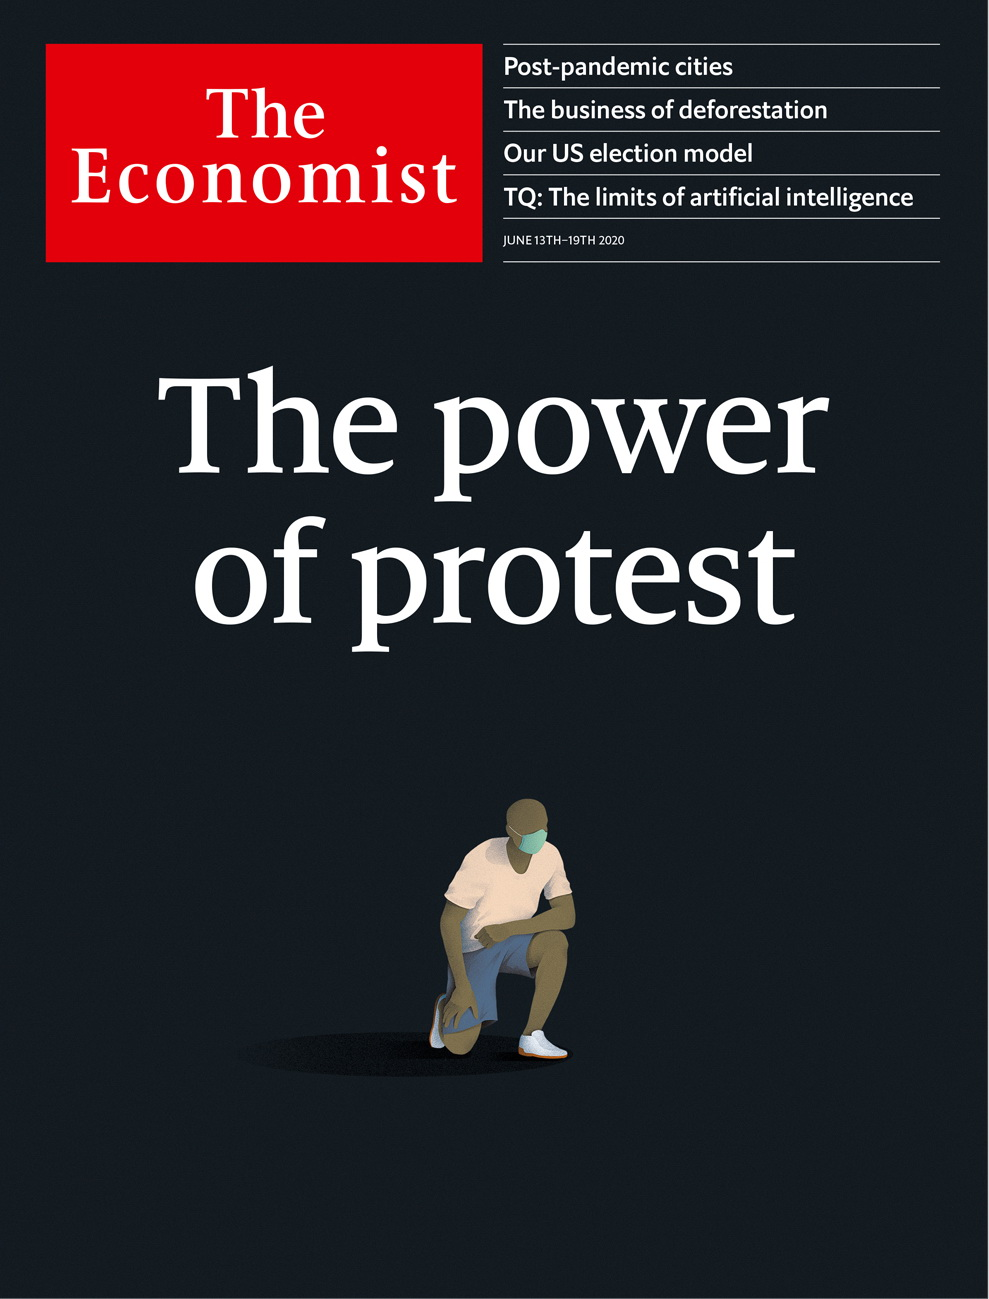 The
Economist
Post-pandemic cities
The business of deforestation
Our US election model
TQ: The limits of artificial intelligence
JUNE 13TH–19TH 2020
The power
of protest